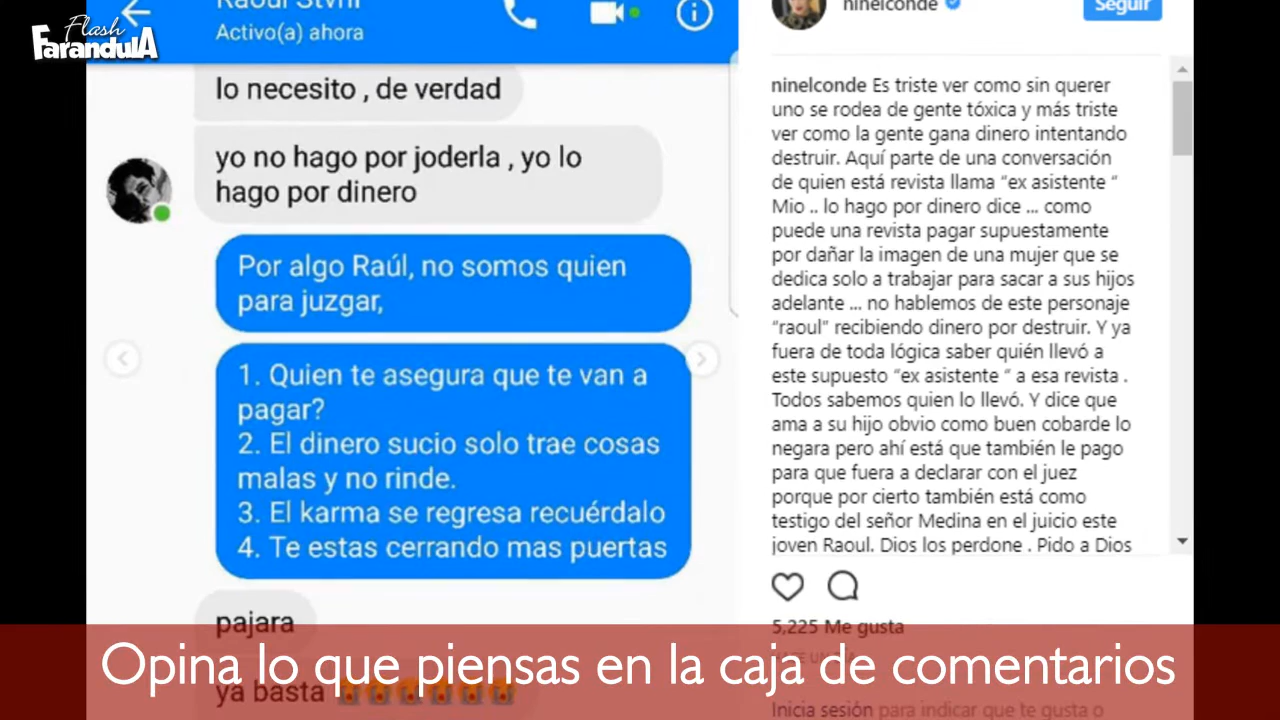 Flash
FarandulA
Raoul Stvni
Activo(a) ahora
lo necesito , de verdad
yo no hago por joderla , yo lo
hago por dinero
Por algo Raúl, no somos quien
para juzgar,
1. Quien te asegura que te van a
pagar?
2. El dinero sucio solo trae cosas
malas y no rinde.
3. El karma se regresa recuérdalo
4. Te estas cerrando mas puertas
pajara
ya basta 😭😭😭😭😭😭
ninelconde
Seguir
ninelconde Es triste ver como sin querer
uno se rodea de gente tóxica y más triste
ver como la gente gana dinero intentando
destruir. Aquí parte de una conversación
de quien está revista llama “ex asistente “
Mio .. lo hago por dinero dice ... como
puede una revista pagar supuestamente
por dañar la imagen de una mujer que se
dedica solo a trabajar para sacar a sus hijos
adelante ... no hablemos de este personaje
“raoul” recibiendo dinero por destruir. Y ya
fuera de toda lógica saber quién llevó a
este supuesto “ex asistente “ a esa revista .
Todos sabemos quien lo llevó. Y dice que
ama a su hijo obvio como buen cobarde lo
negara pero ahí está que también le pago
para que fuera a declarar con el juez
porque por cierto también está como
testigo del señor Medina en el juicio este
joven Raoul. Dios los perdone . Pido a Dios
5,225 Me gusta
HACE UN DÍA
Inicia sesión para indicar que te gusta o
Opina lo que piensas en la caja de comentarios